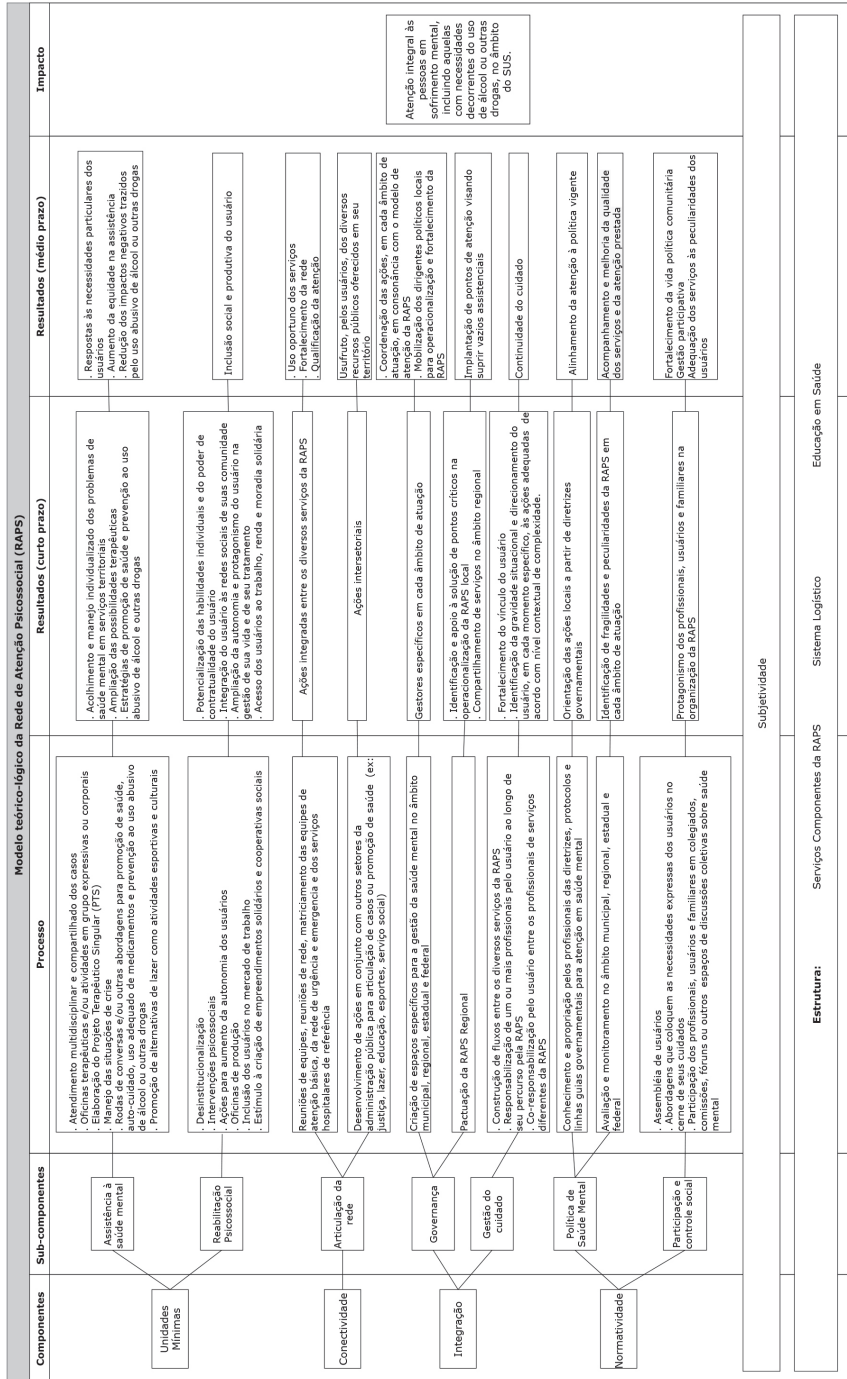 Modelo teórico-lógico da Rede de Atenção Psicossocial (RAPS)
Componentes
Sub-componentes
Processo
Resultados (curto prazo)
Resultados (médio prazo)
Impacto
Unidades
Mínimas
Conectividade
Integração
Normatividade
Assistência à
saúde mental
Reabilitação
Psicossocial
Articulação da
rede
Governança
Gestão do
cuidado
Política de
Saúde Mental
Participação e
controle social
. Atendimento multidisciplinar e compartilhado dos casos
. Oficinas terapêuticas e/ou atividades em grupo expressivas ou corporais
. Elaboração do Projeto Terapêutico Singular (PTS)
. Manejo das situações de crise
. Rodas de conversas e/ou outras abordagens para promoção de saúde,
auto-cuidado, uso adequado de medicamentos e prevenção ao uso abusivo
de álcool ou outras drogas
. Promoção de alternativas de lazer como atividades esportivas e culturais
. Desinstitucionalização
. Intervenções psicossociais
. Ações para aumento da autonomia dos usuários
. Oficinas de produção
. Inclusão dos usuários no mercado de trabalho
. Estímulo à criação de empreendimentos solidários e cooperativas sociais
Reuniões de equipes, reuniões de rede, matriciamento das equipes de
atenção básica, da rede de urgência e emergencia e dos serviços
hospitalares de referência
Desenvolvimento de ações em conjunto com outros setores da
administração pública para articulação de casos ou promoção de saúde (ex:
justiça, lazer, educação, esportes, serviço social)
Criação de espaços específicos para a gestão da saúde mental no âmbito
municipal, regional, estadual e federal
Pactuação da RAPS Regional
. Construção de fluxos entre os diversos serviços da RAPS
. Responsabilização de um ou mais profissionais pelo usuário ao longo de
seu percurso pela RAPS
. Co-responsabilização pelo usuário entre os profissionais de serviços
diferentes da RAPS
Conhecimento e apropriação pelos profissionais das diretrizes, protocolos e
linhas guias governamentais para atenção em saúde mental
Avaliação e monitoramento no âmbito municipal, regional, estadual e
federal
. Assembléia de usuários
. Abordagens que coloquem as necessidades expressas dos usuários no
cerne de seus cuidados
. Participação dos profissionais, usuários e familiares em colegiados,
comissões, fóruns ou outros espaços de discussões coletivas sobre saúde
mental
. Acolhimento e manejo individualizado dos problemas de
saúde mental em serviços territoriais
. Ampliação das possibilidades terapêuticas
. Estratégias de promoção de saúde e prevenção ao uso
abusivo de álcool e outras drogas
. Potencialização das habilidades individuais e do poder de
contratualidade do usuário
. Integração do usuário às redes sociais de suas comunidade
. Ampliação da autonomia e protagonismo do usuário na
gestão de sua vida e de seu tratamento
. Acesso dos usuários ao trabalho, renda e moradia solidária
Ações integradas entre os diversos serviços da RAPS
Ações intersetoriais
Gestores específicos em cada âmbito de atuação
. Identificação e apoio à solução de pontos críticos na
operacionalização da RAPS local
. Compartilhamento de serviços no âmbito regional
. Fortalecimento do vínculo do usuário
. Identificação da gravidade situacional e direcionamento do
usuário, em cada momento específico, às ações adequadas de
acordo com nível contextual de complexidade.
Orientação das ações locais a partir de diretrizes
governamentais
Identificação de fragilidades e peculiaridades da RAPS em
cada âmbito de atuação
Protagonismo dos profissionais, usuários e familiares na
organização da RAPS
. Respostas às necessidades particulares dos
usuários
. Aumento da equidade na assistência
. Redução dos impactos negativos trazidos
pelo uso abusivo de álcool ou outras drogas
Inclusão social e produtiva do usuário
. Uso oportuno dos serviços
. Fortalecimento da rede
. Qualificação da atenção
Usufruto, pelos usuários, dos diversos
recursos públicos oferecidos em seu
território
. Coordenação das ações, em cada âmbito de
atuação, em consonância com o modelo de
atenção da RAPS
. Mobilização dos dirigentes políticos locais
para operacionalização e fortalecimento da
RAPS
Implantação de pontos de atenção visando
suprir vazios assistenciais
Continuidade do cuidado
Alinhamento da atenção à política vigente
Acompanhamento e melhoria da qualidade
dos serviços e da atenção prestada
Fortalecimento da vida política comunitária
Gestão participativa
Adequação dos serviços às peculiaridades dos
usuários
Atenção integral às
pessoas em
sofrimento mental,
incluindo aquelas
com necessidades
decorrentes do uso
de álcool ou outras
drogas, no âmbito
do SUS.
Subjetividade
Estrutura: Serviços Componentes da RAPS Sistema Logístico Educação em Saúde